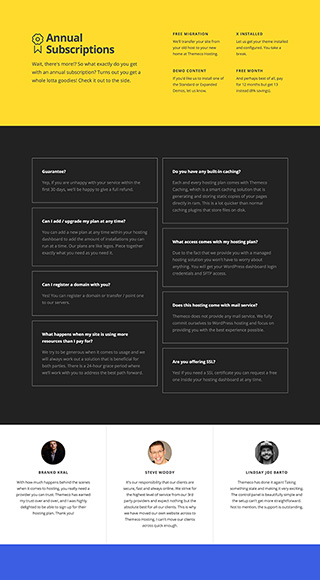 Annual
Subscriptions
Wait, there's more!? So what exactly do you get
with an annual subscription? Turns out you get a
whole lotta goodies! Check it out to the side.
FREE MIGRATION
We'll transfer your site from
your old host to your new
home at Themeco Hosting.
X INSTALLED
Let us get your theme installed
and configured. You take a
break.
DEMO CONTENT
If you'd like us to install one of
the Standard or Expanded
Demos, let us know.
FREE MONTH
And perhaps best of all, pay
for 12 months but get 13
instead (8% savings).
Guarantee?
Yep, if you are unhappy with your service within the
first 30 days, we'll be happy to give a full refund.
Can I add / upgrade my plan at any time?
You can add a new plan at any time within your hosting
dashboard to add the amount of installations you can
run at a time. Our plans are like legos. Piece together
exactly what you need as you need it.
Can I register a domain with you?
Yes! You can register a domain or transfer / point one
to our servers.
What happens when my site is using more
resources than I pay for?
We try to be generous when it comes to usage and we
will always work out a solution that is beneficial for
both parties. There is a 24-hour grace period where
we'll work with you to address the best path forward.
Do you have any built-in caching?
Each and every hosting plan comes with Themeco
Caching, which is a smart caching solution that is
generating and storing static copies of your pages
directly in ram. This is a bit quicker than normal
caching plugins that store files on disk.
What access comes with my hosting plan?
Due to the fact that we provide you with a managed
hosting solution you won't have to worry about
anything. You will get your WordPress dashboard login
credentials and SFTP access.
Does this hosting come with mail service?
Themeco does not provide any mail service. We fully
commit ourselves to WordPress hosting and focus on
providing you with the best experience possible.
Are you offering SSL?
Yes! If you need a SSL certificate you can request a free
one inside your hosting dashboard at any time.
BRANKO KRAL
With how much happens behind the scenes
when it comes to hosting, you really need a
provider you can trust. Themeco has earned
my trust over and over, and I was highly
delighted to be able to sign up for their
hosting plan. Thank you!
STEVE WOODY
It's our responsibility that our clients are
secure, fast and always online. We strive for
the highest level of service from our 3rd
party providers and expect nothing but the
absolute best for all our clients. This is why
we have moved our own website across to
Themeco Hosting. I can't move our clients
across quick enough.
LINDSAY JOE BARTO
Themeco has done it again! Taking
something stale and making it very exciting.
The control panel is beautifully simple and
the setup can't get more straightforward.
Not to mention, the support is outstanding.